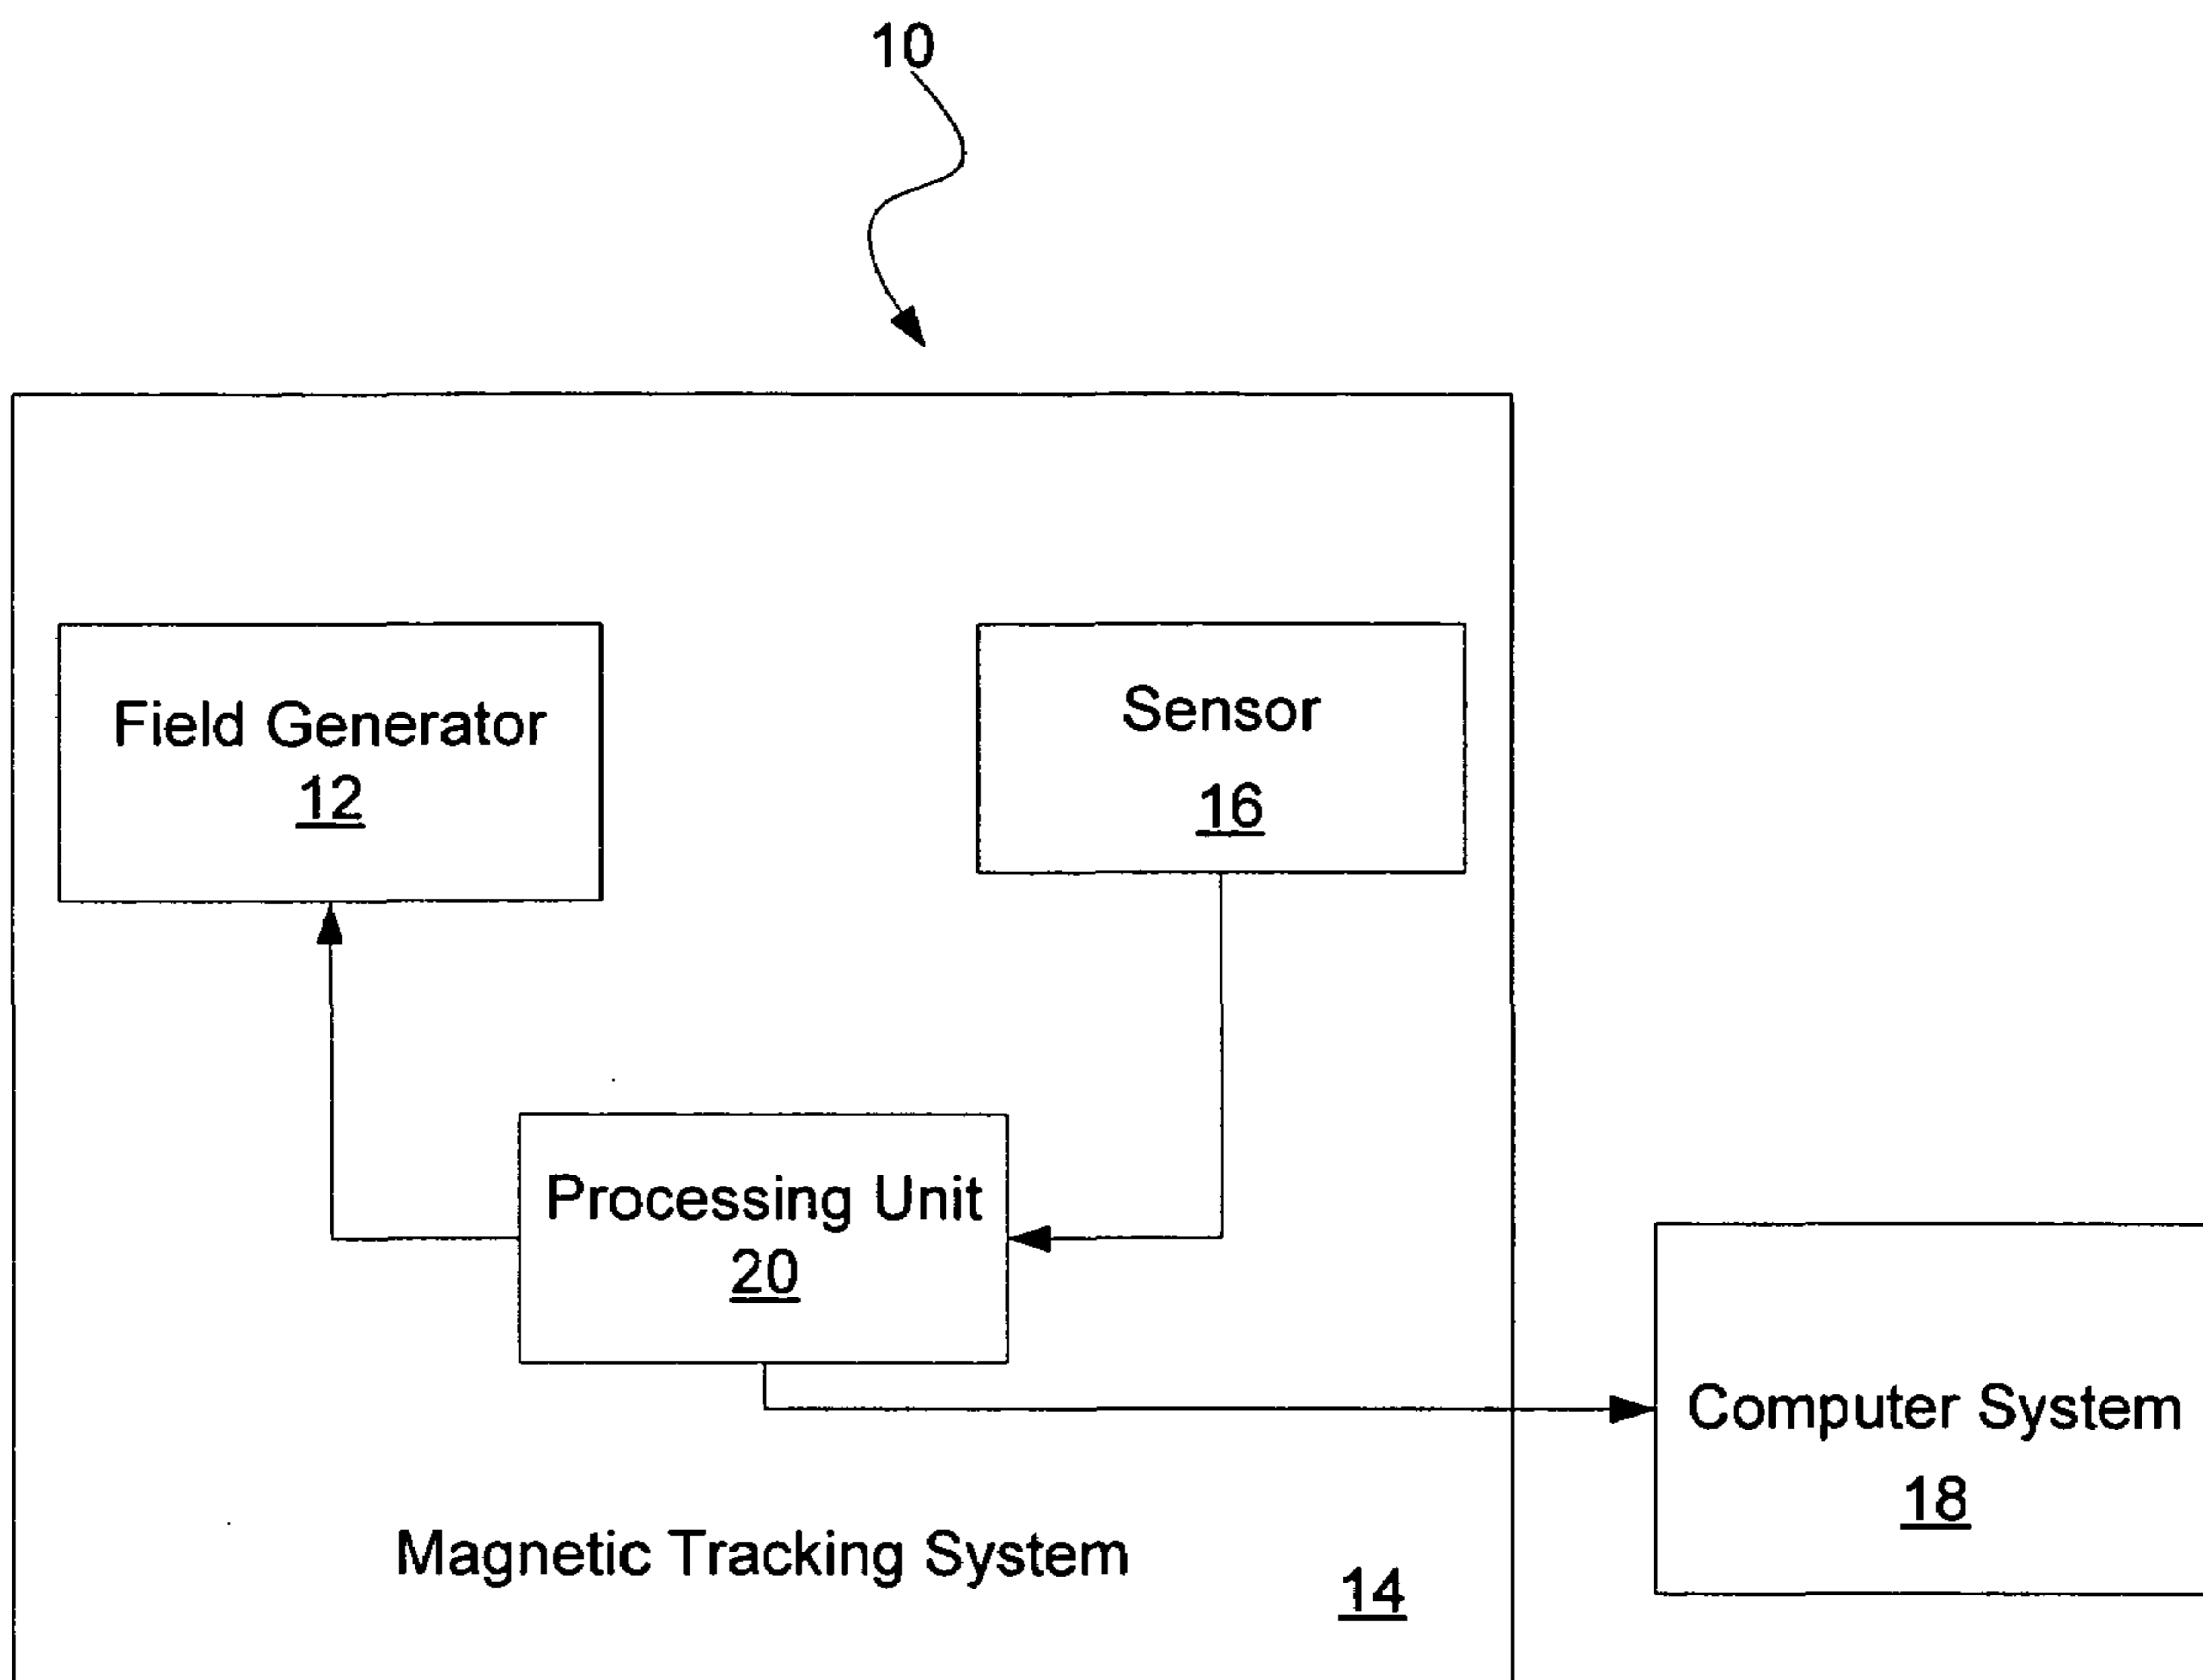 10
Field Generator
12
Sensor
16
Processing Unit
20
Computer System
18
Magnetic Tracking System
14